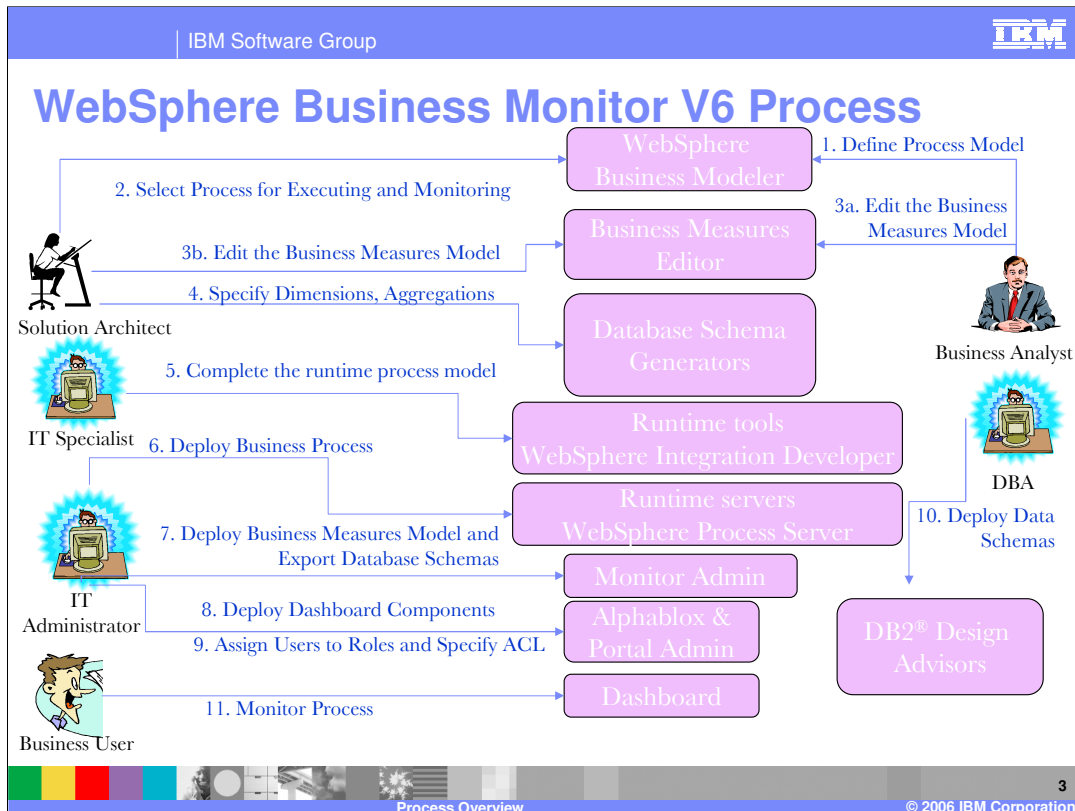 IBM Software Group
IBM
WebSphere Business Monitor V6 Process
WebSphere
Business Modeler
1. Define Process Model
2. Select Process for Executing and Monitoring
3a. Edit the Business
Measures Model
Business Measures
Editor
3b. Edit the Business Measures Model
4. Specify Dimensions, Aggregations
Solution Architect
Database Schema
Generators
Business Analyst
5. Complete the runtime process model
IT Specialist
Runtime tools
WebSphere Integration Developer
6. Deploy Business Process
DBA
Runtime servers
WebSphere Process Server
10. Deploy Data
Schemas
7. Deploy Business Measures Model and
Export Database Schemas
Monitor Admin
IT
Administrator
8. Deploy Dashboard Components
9. Assign Users to Roles and Specify ACL
Alphablox &
Portal Admin
DB2® Design
Advisors
Dashboard
11. Monitor Process
Business User
3
Process Overview
© 2006 IBM Corporation